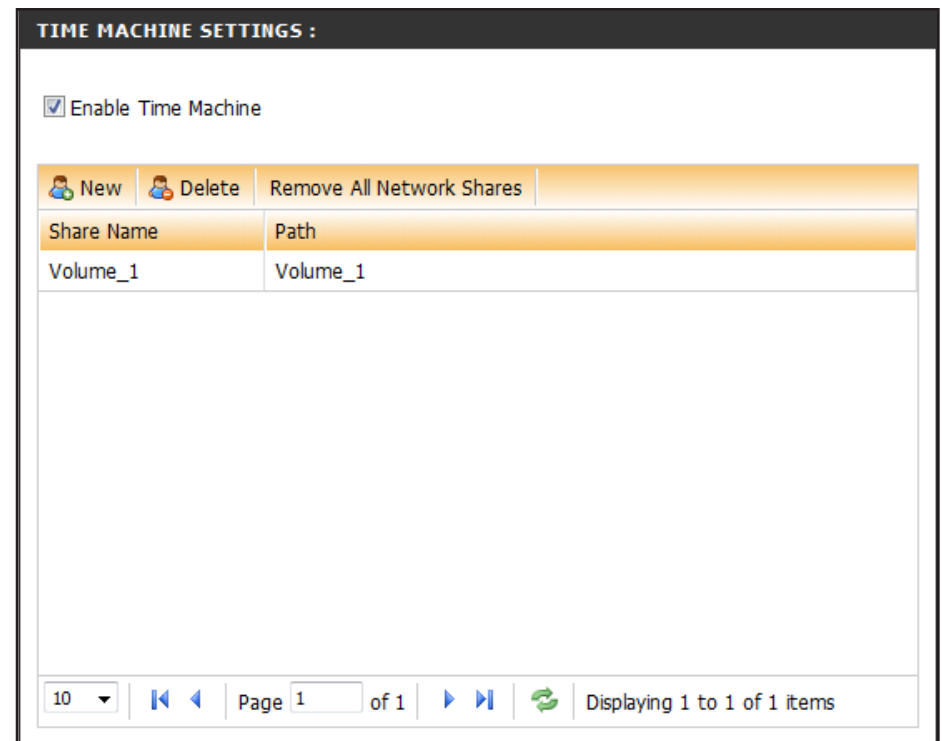 TIME MACHINE SETTINGS :
Enable Time Machine
New Delete Remove All Network Shares
Share Name Path
Volume_1 Volume_1
10 Page 1 of 1 Displaying 1 to 1 of 1 items